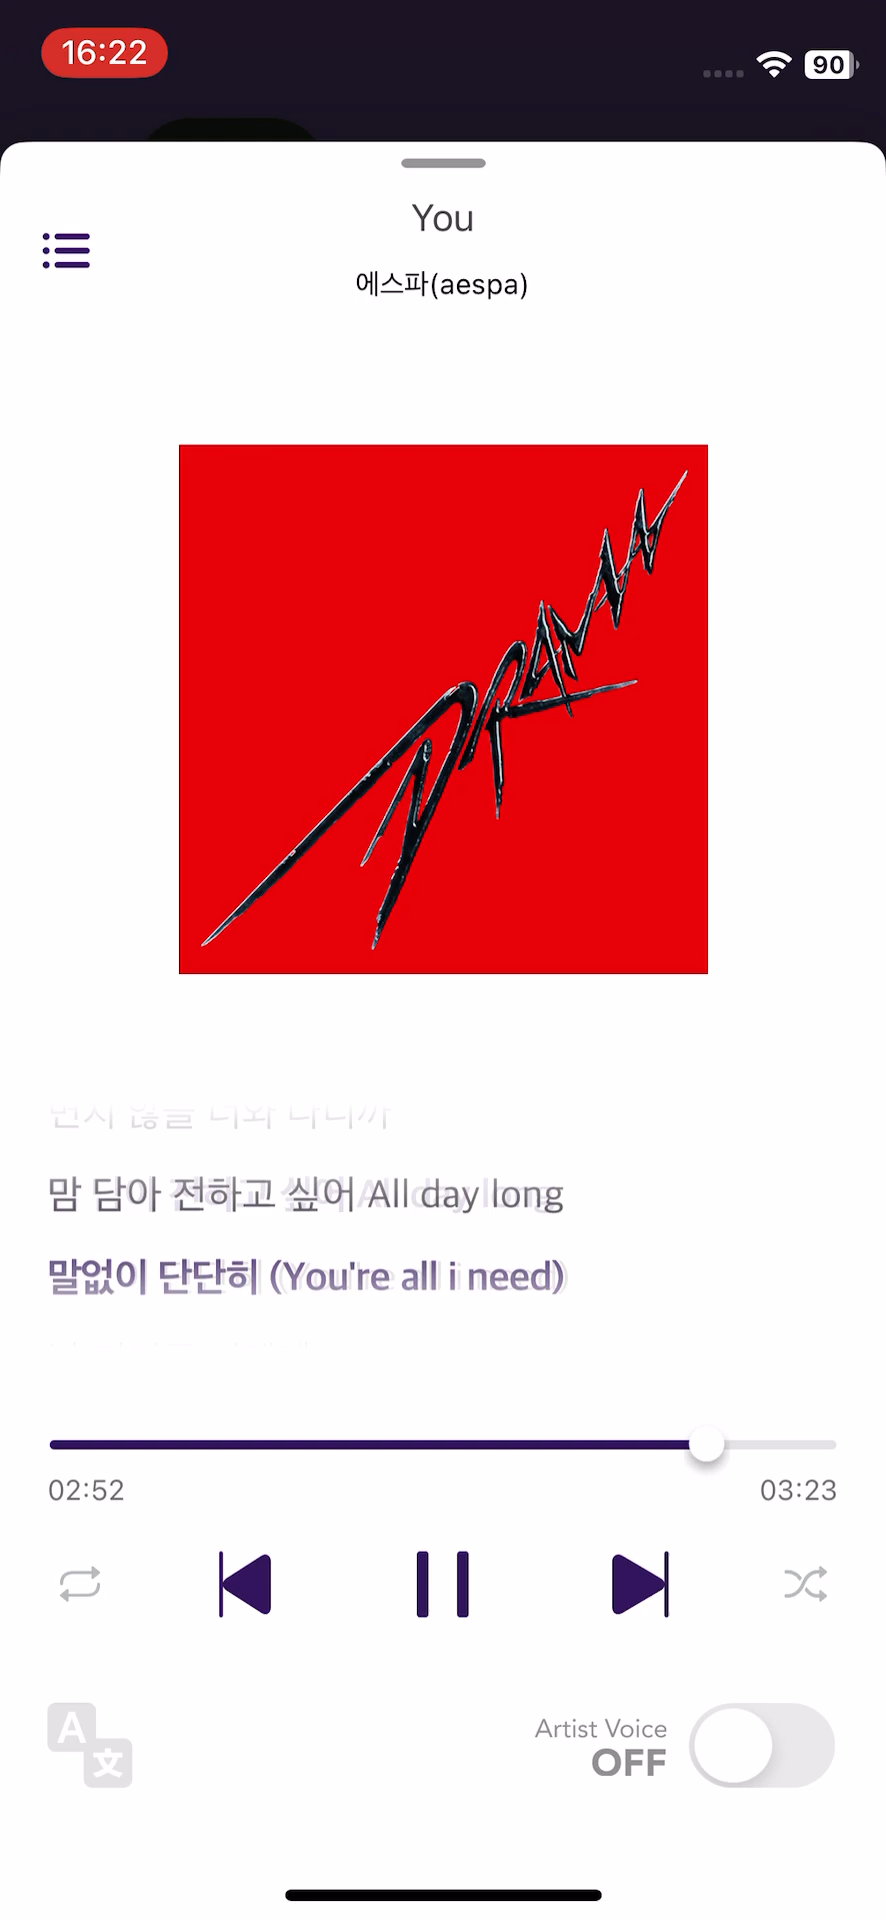 16:22
90
You
에스파(aespa)
DRAMA
맘 담아 전하고 싶어 All day long
말없이 단단히 (You're all i need)
02:52
03:23
A
文
Artist Voice
OFF